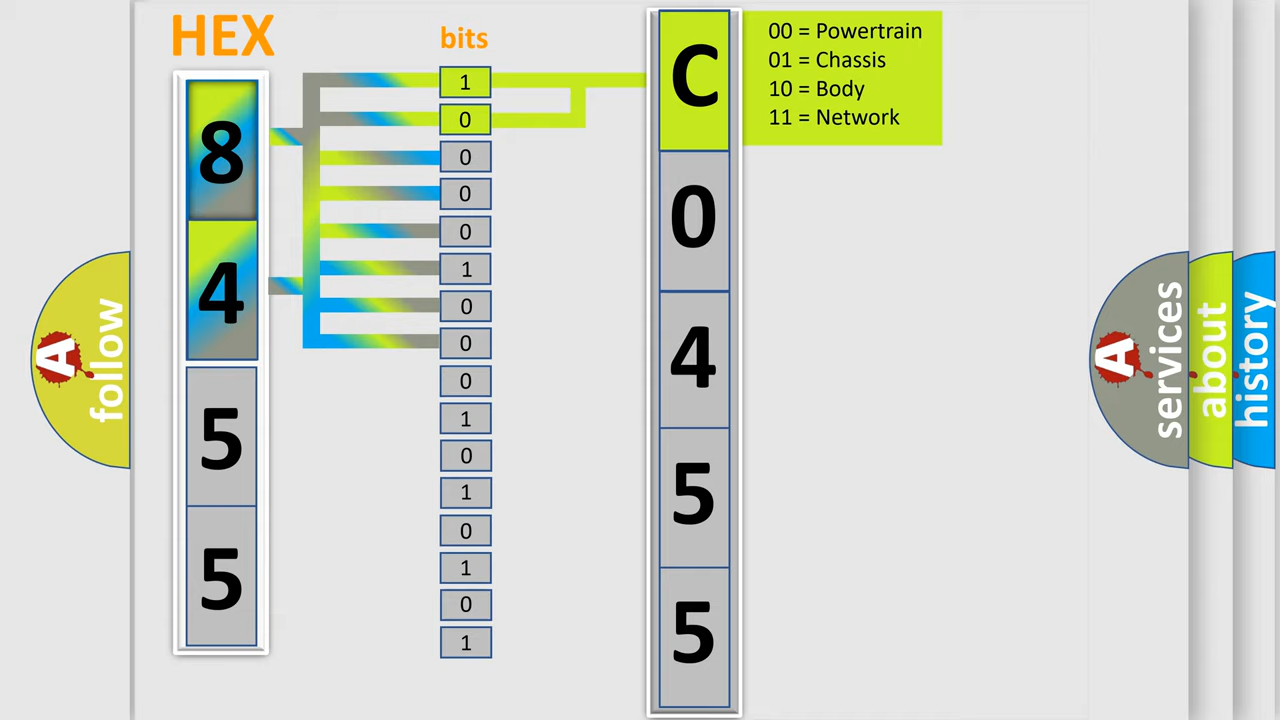 HEX
bits
8
4
5
5
1
0
0
0
0
1
0
0
0
1
0
1
0
1
0
1
C
0
4
5
5
00 = Powertrain
01 = Chassis
10 = Body
11 = Network
A
follow
A
services
about
history